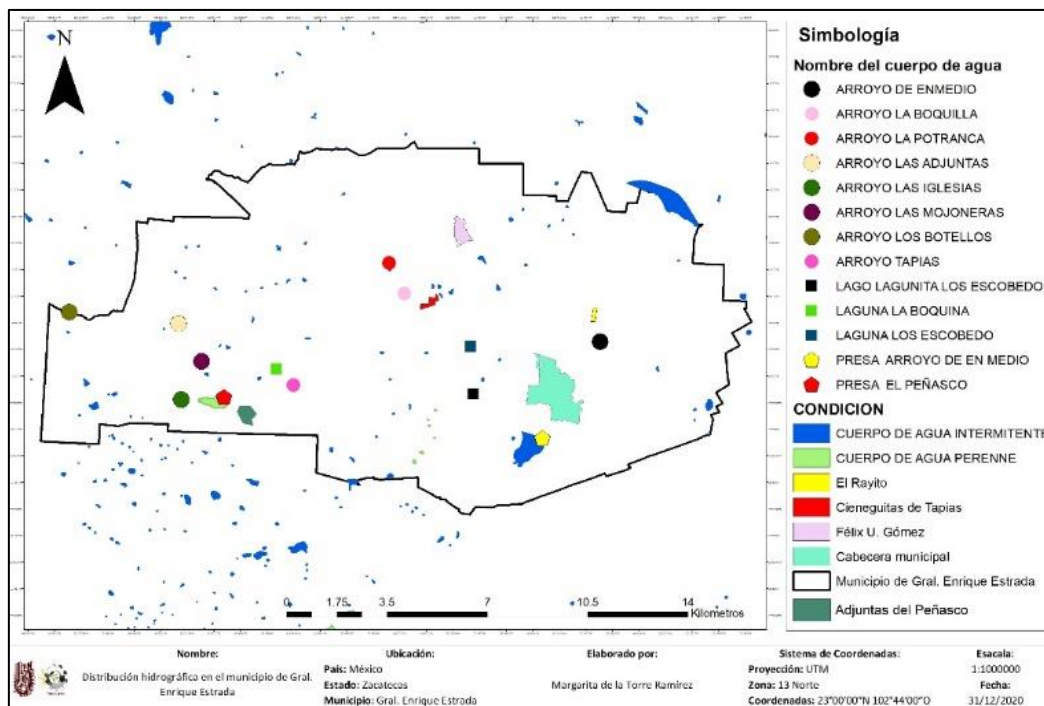 N
0 1.75 3.5 7 10.5 14
Kilometros
Simbología
Nombre del cuerpo de agua
ARROYO DE ENMEDIO
ARROYO LA BOQUILLA
ARROYO LA POTRANCA
ARROYO LAS ADJUNTAS
ARROYO LAS IGLESIAS
ARROYO LAS MOJONERAS
ARROYO LOS BOTELLOS
ARROYO TAPIAS
LAGO LAGUNITA LOS ESCOBEDO
LAGUNA LA BOQUINA
LAGUNA LOS ESCOBEDO
PRESA ARROYO DE EN MEDIO
PRESA EL PEÑASCO
CONDICION
CUERPO DE AGUA INTERMITENTE
CUERPO DE AGUA PERENNE
El Rayito
Cieneguitas de Tapias
Félix U. Gómez
Cabecera municipal
Municipio de Gral. Enrique Estrada
Adjuntas del Peñasco
Nombre:
Distribución hidrográfica en el municipio de Gral.
Enrique Estrada
Ubicación:
País: México
Estado: Zacatecas
Municipio: Gral. Enrique Estrada
Elaborado por:
Margarita de la Torre Ramírez
Sistema de Coordenadas:
Proyección: UTM
Zona: 13 Norte
Coordenadas: 23°00'00"N 102°44'00"O
Esacala:
1:1000000
Fecha:
31/12/2020